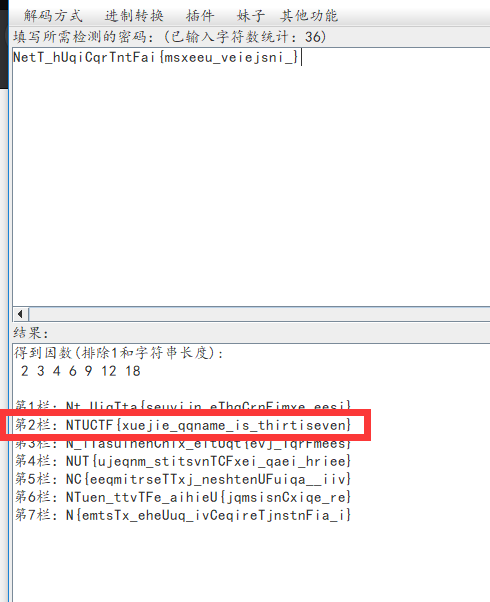 解码方式 进制转换 插件 妹子 其他功能
填写所需检测的密码：(已输入字符数统计：36)
NetT_hUqiCqrTntFai{msxeeu_veiejsni_}
结果：
得到因数(排除1和字符串长度)：
2 3 4 6 9 12 18
第1栏：Nt_UiqTta{seuvijn_eThqCrnFimxe_eesi}
第2栏：NTUCTF{xuejie_qqname_is_thirtiseven}
第3栏：N_iTasuinehCnix_eitUqt{evj_TqrFmees}
第4栏：NUT{ujeqnm_stitsvnTCFxei_qaei_hriee}
第5栏：NC{eeqmitrseTTxj_neshtenUFuiqa__iiv}
第6栏：NTuen_ttvTFe_aihieU{jqmsisnCxiqe_re}
第7栏：N{emtsTx_eheUuq_ivCeqireTjnstnFia_i}